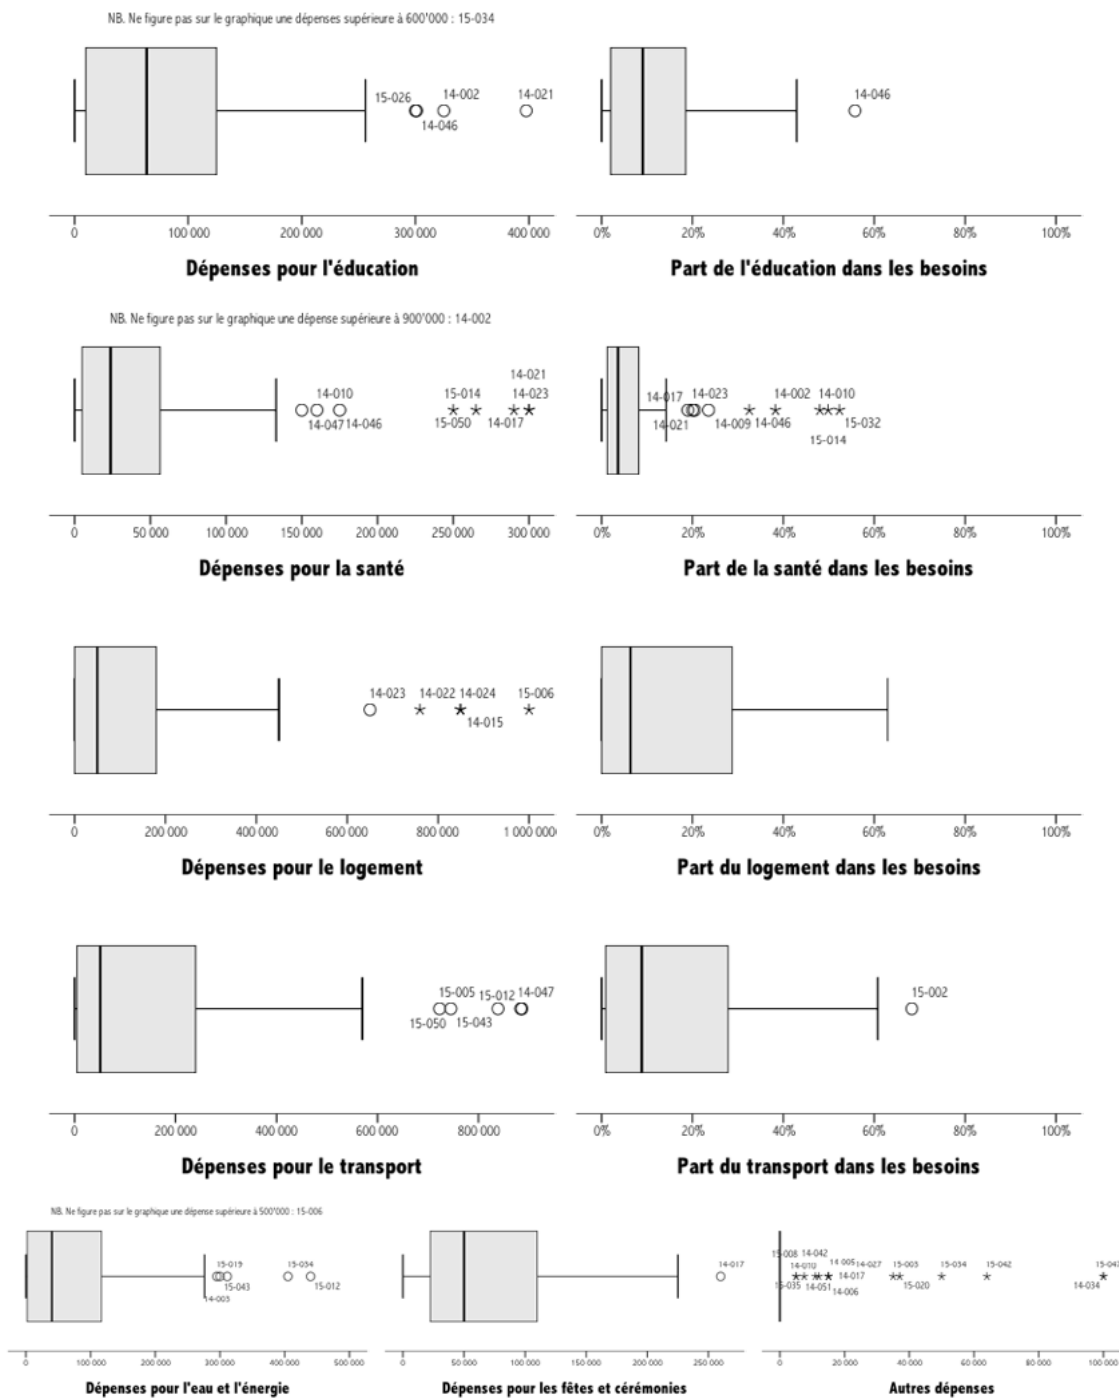 NB. Ne figure pas sur le graphique une dépenses supérieure à 600'000 : 15-034
15-026 14-002 14-021
14-046
14-046
0 100 000 200 000 300 000 400 000
0% 20% 40% 60% 80% 100%
Dépenses pour l'éducation
Part de l'éducation dans les besoins
NB. Ne figure pas sur le graphique une dépense supérieure à 900'000 : 14-002
14-021
14-010 15-014 14-023
14-047 14-046 15-050 14-017
14-017 14-023 14-002 14-010
14-021 14-009 14-046 15-032
15-014
0 50 000 100 000 150 000 200 000 250 000 300 000
0% 20% 40% 60% 80% 100%
Dépenses pour la santé
Part de la santé dans les besoins
14-023 14-022 14-024 15-006
14-015
0 200 000 400 000 600 000 800 000 1 000 000
0% 20% 40% 60% 80% 100%
Dépenses pour le logement
Part du logement dans les besoins
15-005 15-012 14-047
15-050 15-043
15-002
0 200 000 400 000 600 000 800 000
0% 20% 40% 60% 80% 100%
Dépenses pour le transport
Part du transport dans les besoins
NB. Ne figure pas sur le graphique une dépense supérieure à 500'000 : 15-006
15-019 15-034
15-043 15-012
14-003
14-017
15-008 14-042
14-010 14 005 14-027 15-003 15-034 15-042
14-017
15-035 14-051 15-020 14-034
14-006
0 100 000 200 000 300 000 400 000 500 000
0 50 000 100 000 150 000 200 000 250 000
0 20 000 40 000 60 000 80 000 100 000
Dépenses pour l'eau et l'énergie
Dépenses pour les fêtes et cérémonies
Autres dépenses